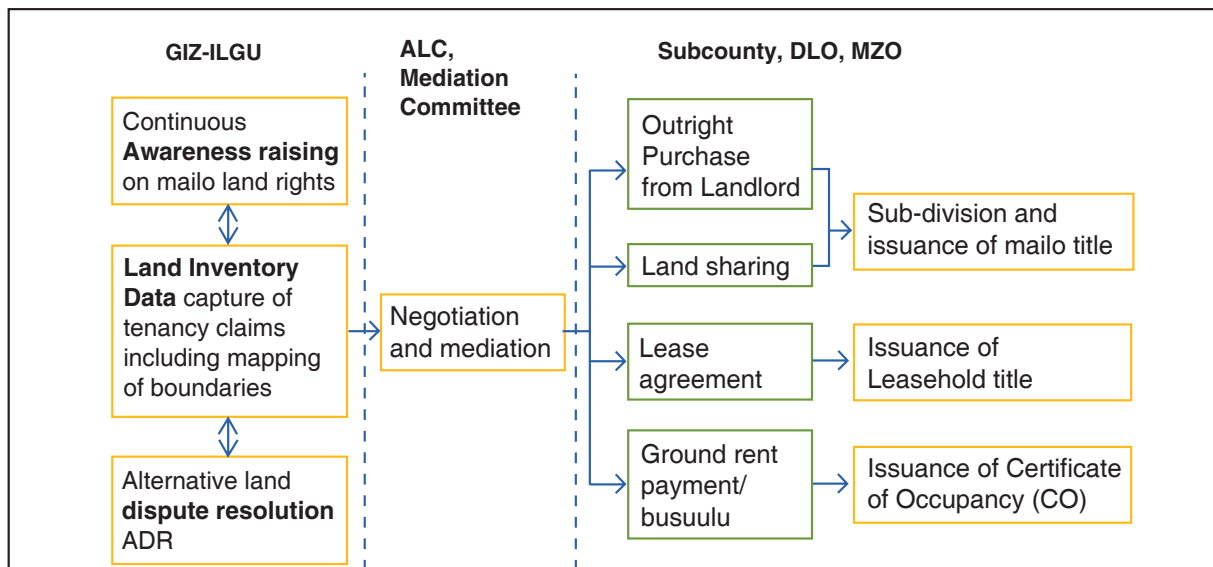 GIZ-ILGU
Continuous
Awareness raising
on mailo land rights
Land Inventory
Data capture of
tenancy claims
including mapping
of boundaries
Alternative land
dispute resolution
ADR
ALC,
Mediation
Committee
Negotiation
and mediation
Subcounty, DLO, MZO
Outright
Purchase
from Landlord
Land sharing
Lease
agreement
Ground rent
payment/
busuulu
Sub-division and
issuance of mailo title
Issuance of
Leasehold title
Issuance of Certificate
of Occupancy (CO)